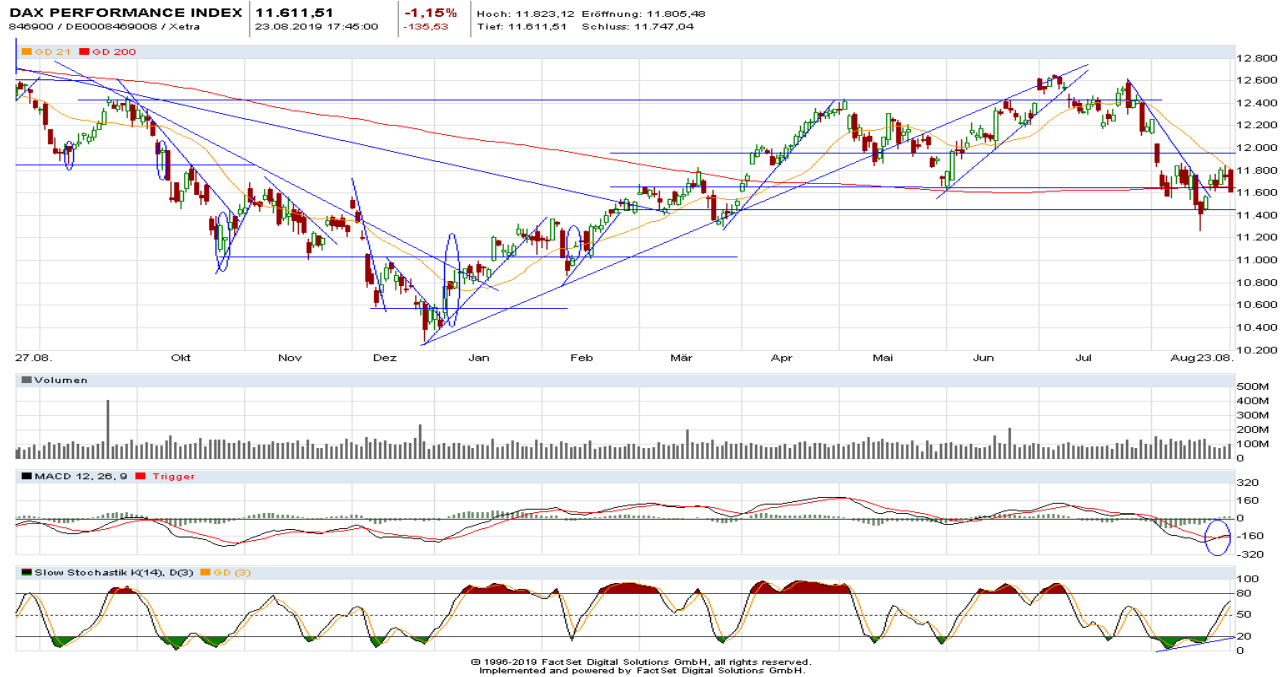 DAX PERFORMANCE INDEX 11.611,51 -1,15% Hoch: 11.823,12 Eröffnung: 11.805,48
846900 / DE0008469008 / Xetra 23.08.2019 17:45:00 -135,53 Tief: 11.611,51 Schluss: 11.747,04
GD 21 GD 200
12.800
12.600
12.400
12.200
12.000
11.800
11.600
11.400
11.200
11.000
10.800
10.600
10.400
10.200
27.08. Okt Nov Dez Jan Feb Mär Apr Mai Jun Jul Aug 23.08.
Volumen
500M
400M
300M
200M
100M
0
MACD 12, 26, 9 Trigger
320
160
0
-160
-320
Slow Stochastik K(14), D(3) GD (3)
100
80
50
20
0
© 1996-2019 FactSet Digital Solutions GmbH, all rights reserved.
Implemented and powered by FactSet Digital Solutions GmbH.